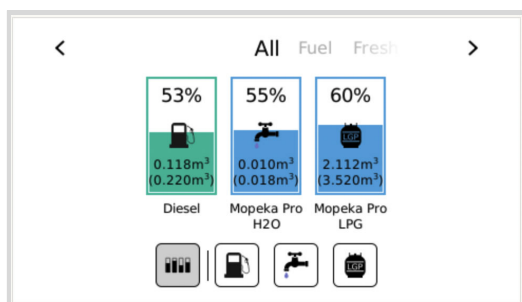 < All Fuel Fresh >
53% 55% 60%
LGP
0.118m³ 0.010m³ 2.112m³
(0.220m³) (0.018m³) (3.520m³)
Diesel Mopeka Pro Mopeka Pro
H2O LPG
LGP